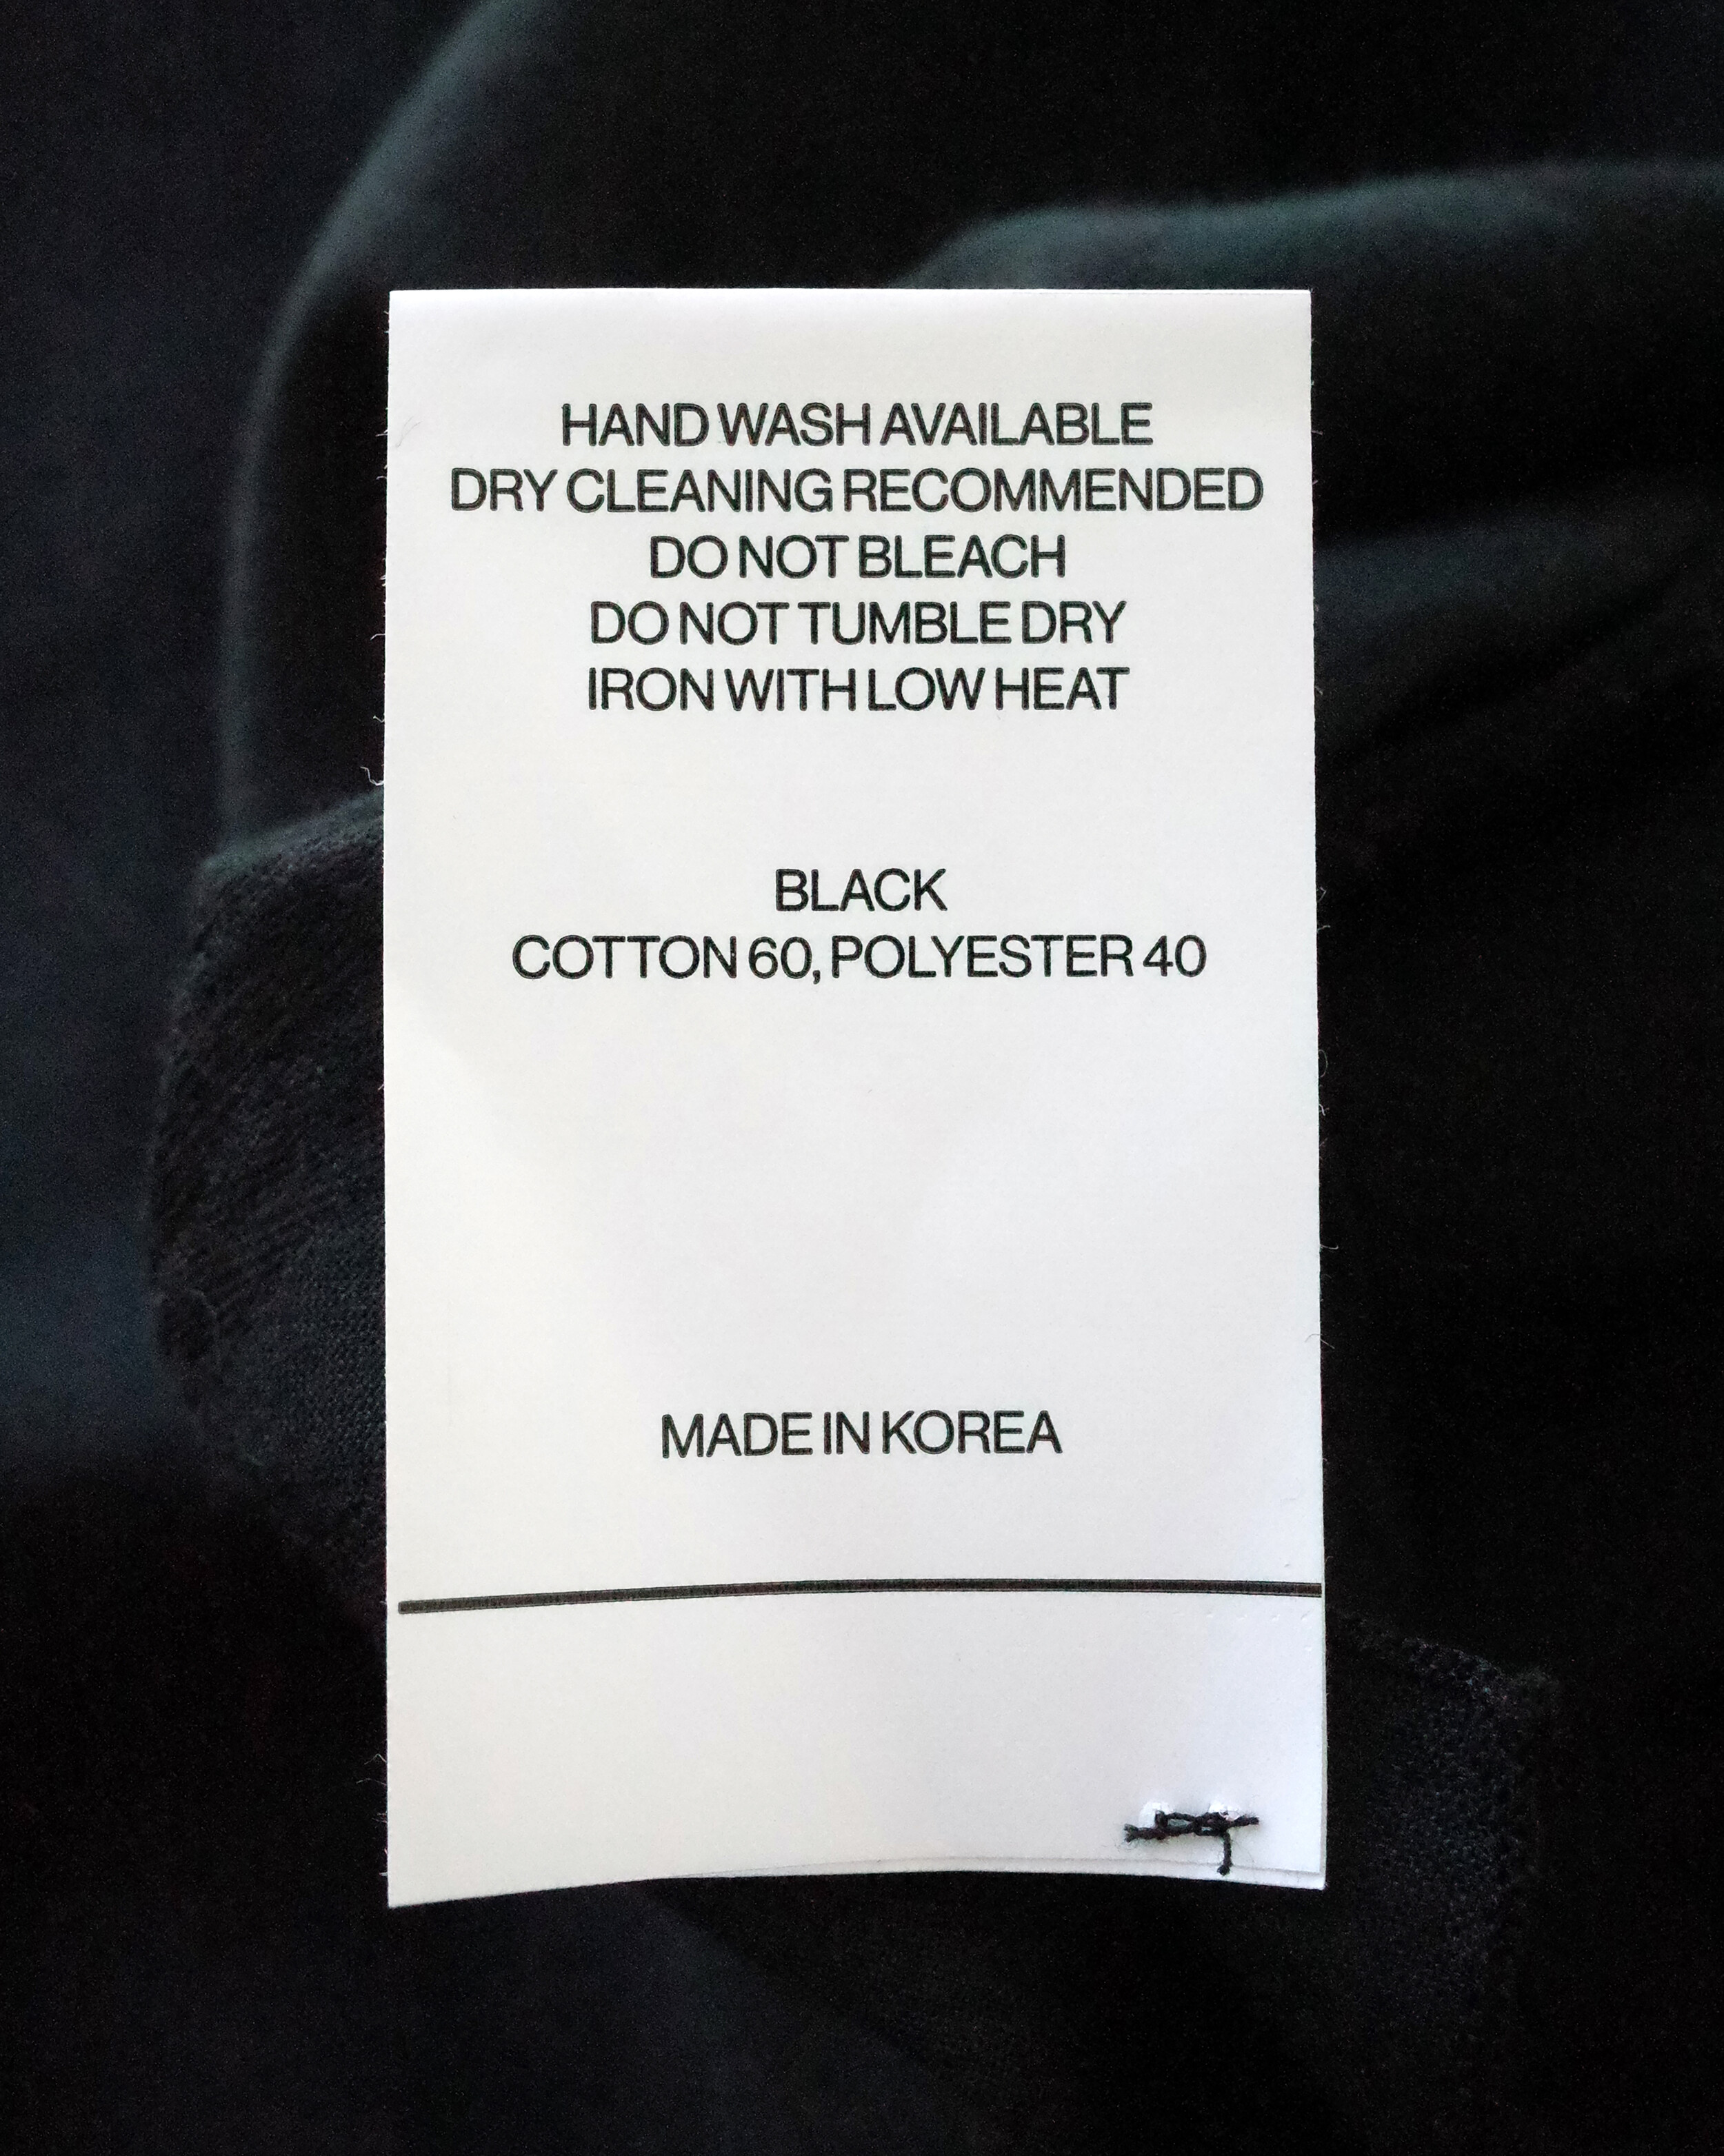 HAND WASH AVAILABLE
DRY CLEANING RECOMMENDED
DO NOT BLEACH
DO NOT TUMBLE DRY
IRON WITH LOW HEAT
BLACK
COTTON 60, POLYESTER 40
MADE IN KOREA